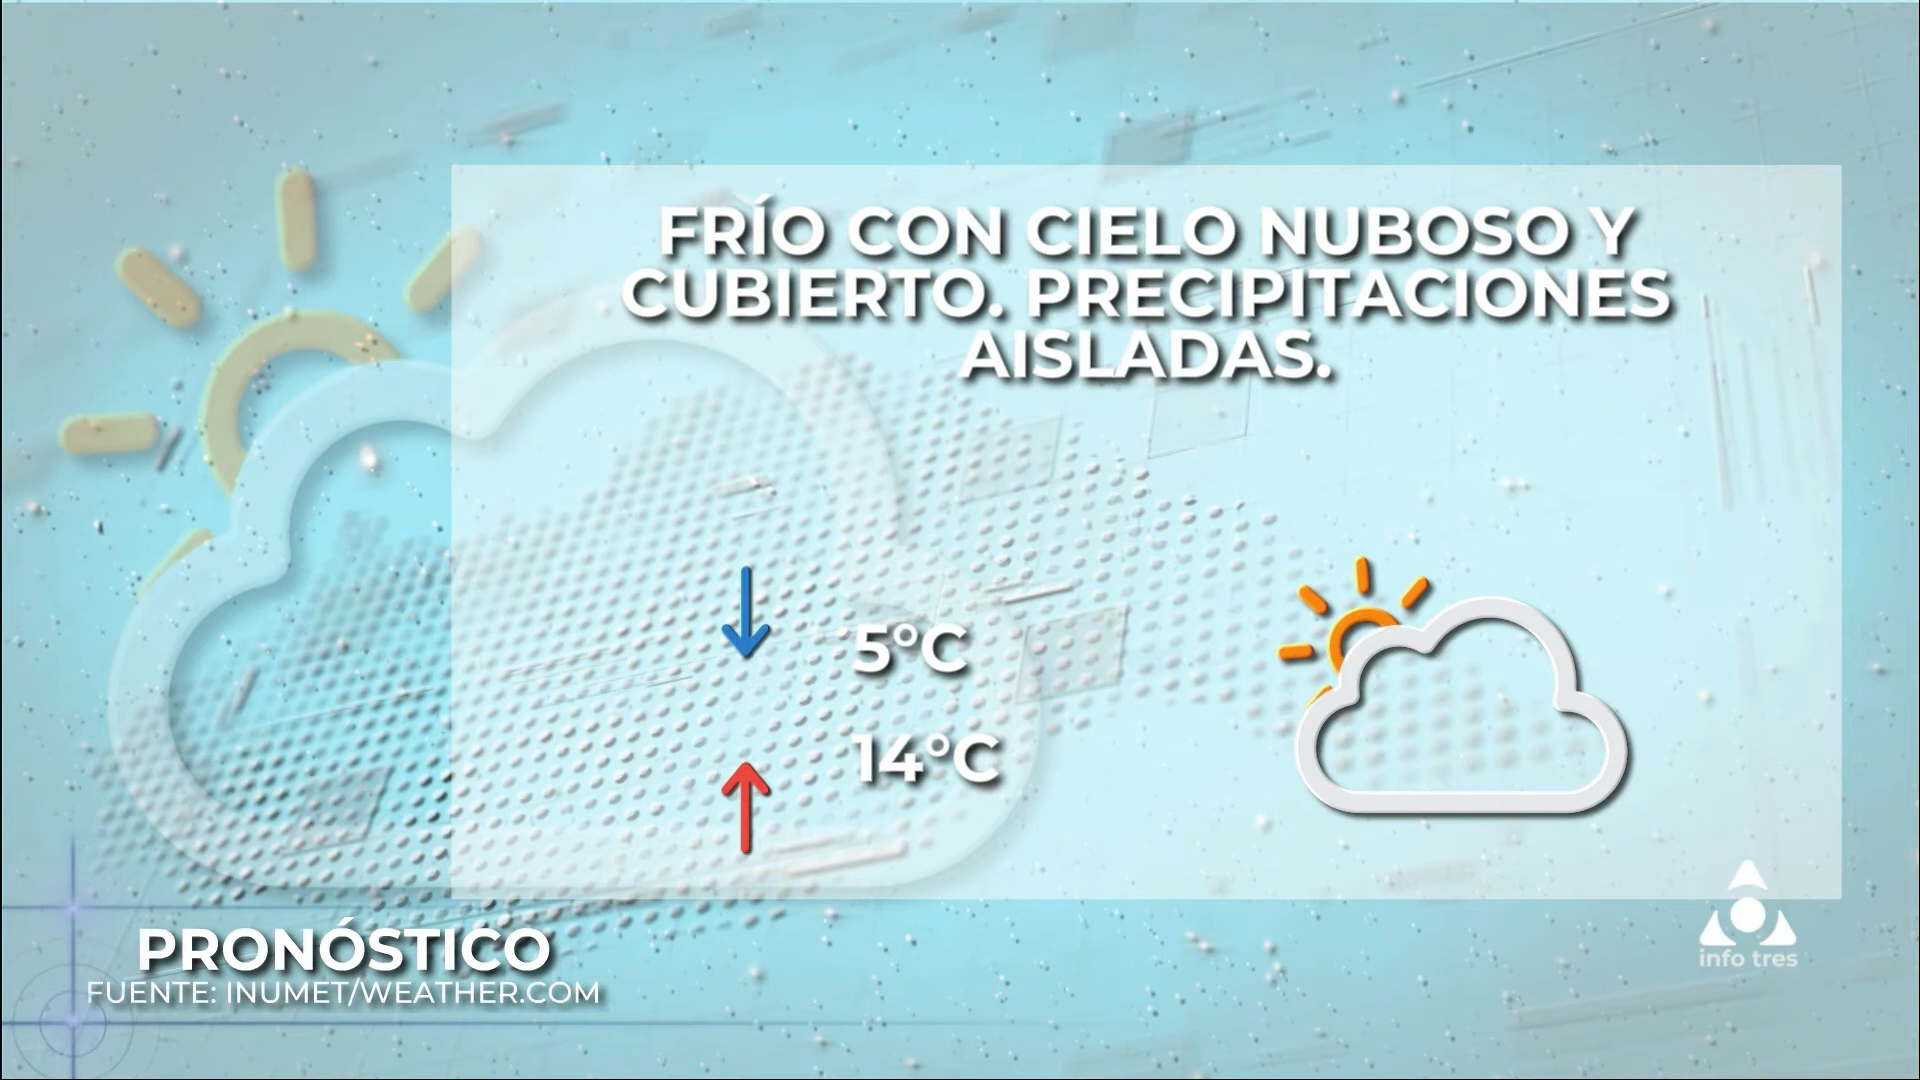 FRÍO CON CIELO NUBOSO Y
CUBIERTO. PRECIPITACIONES
AISLADAS.
5°C
14°C
PRONÓSTICO
FUENTE: INUMET/WEATHER.COM
info tres